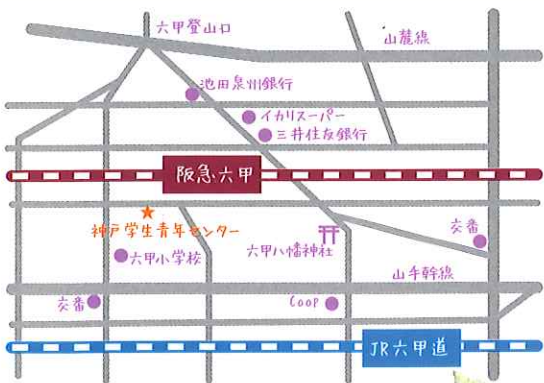 六甲登山口
山麓線
池田泉州銀行
イカリスーパー
三井住友銀行
阪急六甲
神戸学生青年センター
六甲八幡神社
交番
六甲小学校
山手幹線
交番
Coop
JR六甲道